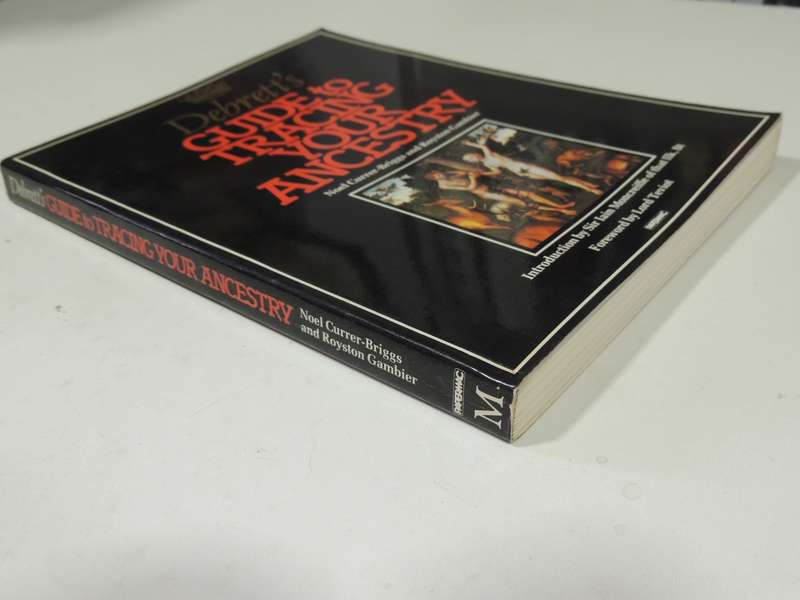 Debrett's
GUIDE to
TRACING
YOUR
ANCESTRY
Noel Currer-Briggs and Royston Gambier
Introduction by Sir Iain Moncreiffe of that Ilk, Bt
Foreword by Lord Teviot
PAPERMAC
Debrett's GUIDE to TRACING YOUR ANCESTRY
Noel Currer-Briggs
and Royston Gambier
PAPERMAC
M